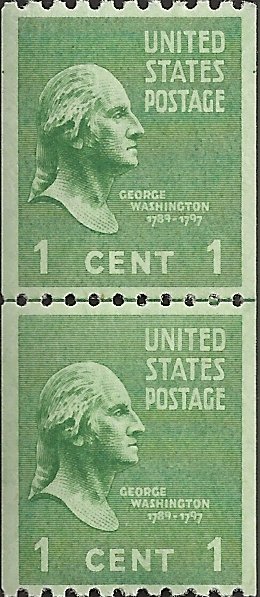 UNITED
STATES
POSTAGE
GEORGE
WASHINGTON
1789-1797
1 CENT 1
UNITED
STATES
POSTAGE
GEORGE
WASHINGTON
1789-1797
1 CENT 1